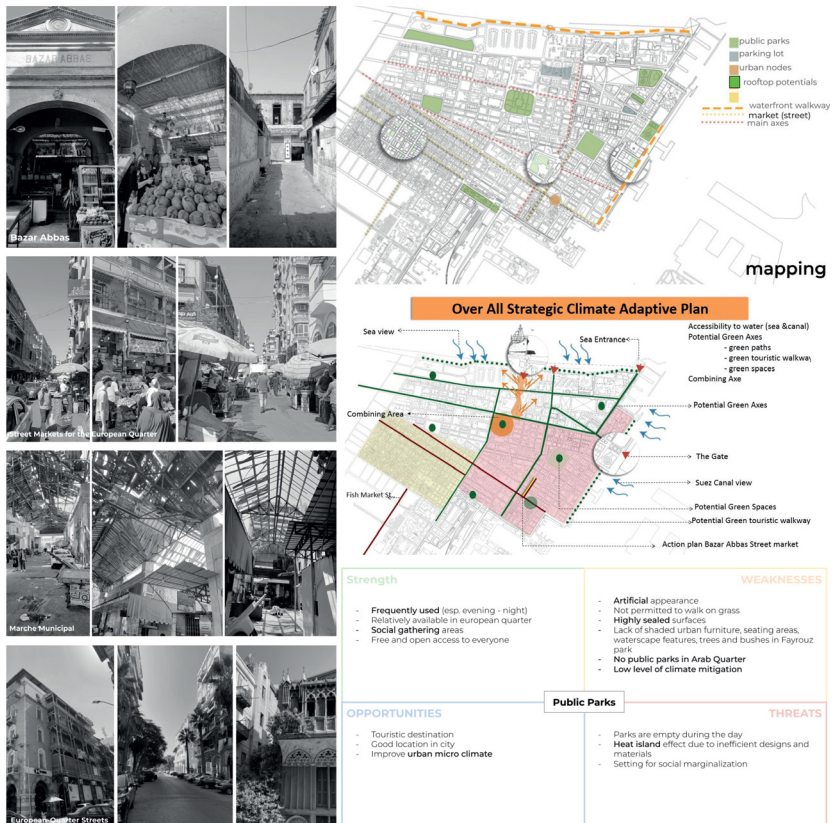 BAZAR ABBAS
Bazar Abbas
Street Markets for the European Quarter
Marche Municipal
European Quarter Streets
public parks
parking lot
urban nodes
rooftop potentials
waterfront walkway
market (street)
main axes
mapping
Over All Strategic Climate Adaptive Plan
Sea view
Sea Entrance
Accessibility to water (sea &canal)
Potential Green Axes
- green paths
- green touristic walkway
- green spaces
Combining Axe
Potential Green Axes
Combining Area
The Gate
Suez Canal view
Fish Market St.
Potential Green Spaces
Potential Green touristic walkway
Action plan Bazar Abbas Street market
Strength
- Frequently used (esp. evening - night)
- Relatively available in european quarter
- Social gathering areas
- Free and open access to everyone
WEAKNESSES
- Artificial appearance
- Not permitted to walk on grass
- Highly sealed surfaces
- Lack of shaded urban furniture, seating areas,
waterscape features, trees and bushes in Fayrouz
park
- No public parks in Arab Quarter
- Low level of climate mitigation
Public Parks
OPPORTUNITIES
- Touristic destination
- Good location in city
- Improve urban micro climate
THREATS
- Parks are empty during the day
- Heat island effect due to inefficient designs and
materials
- Setting for social marginalization